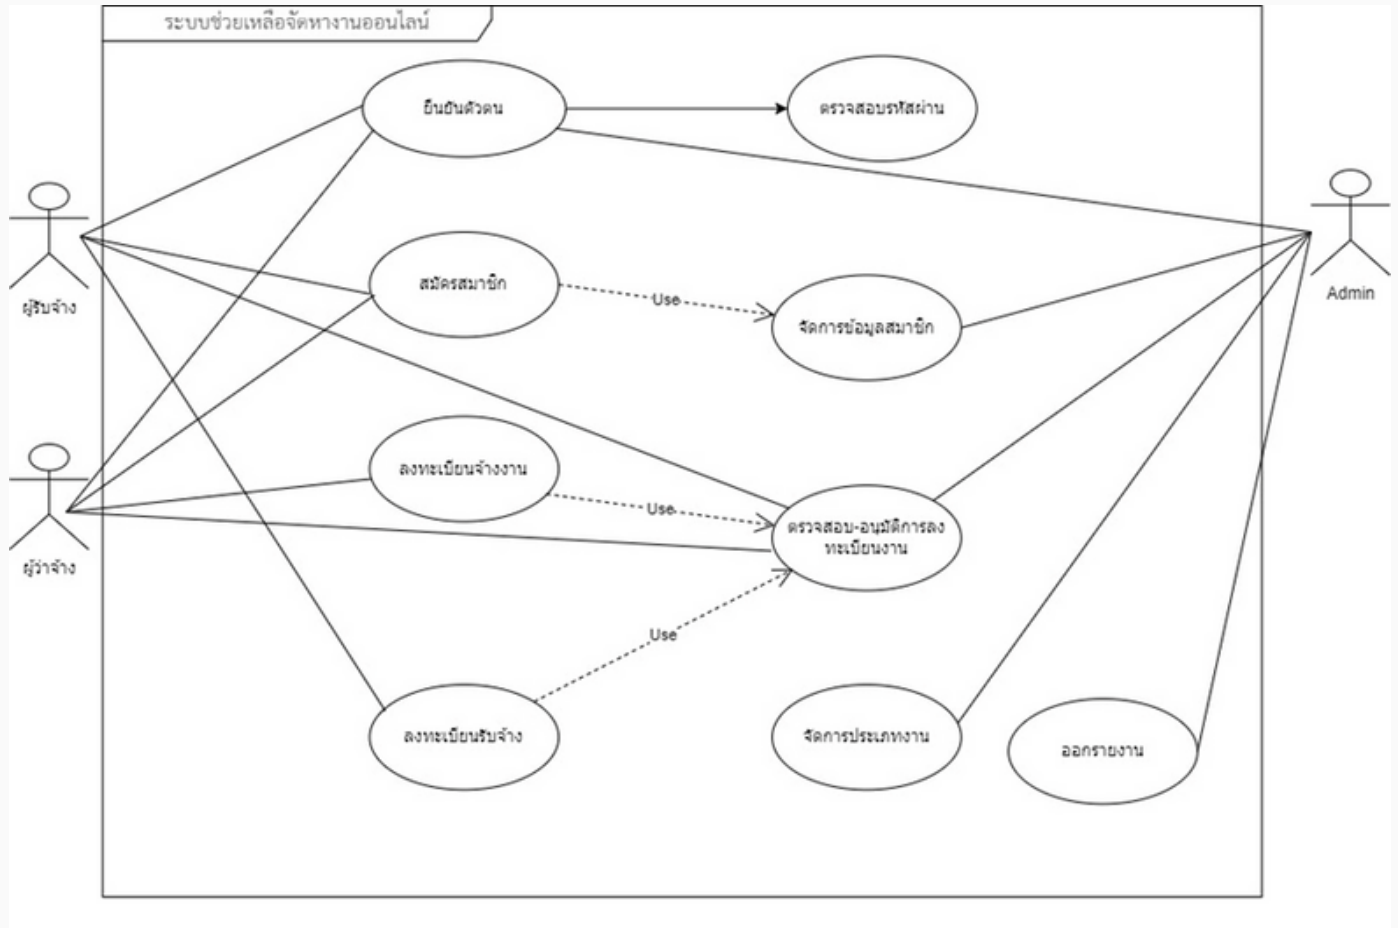 ระบบช่วยเหลือจัดหางานออนไลน์
ยืนยันตัวตน
ตรวจสอบรหัสผ่าน
ผู้รับจ้าง
สมัครสมาชิก
Use
จัดการข้อมูลสมาชิก
Admin
ผู้ว่าจ้าง
ลงทะเบียนจ้างงาน
Use
ตรวจสอบ-อนุมัติการลง
ทะเบียนงาน
Use
ลงทะเบียนรับจ้าง
จัดการประเภทงาน
ออกรายงาน